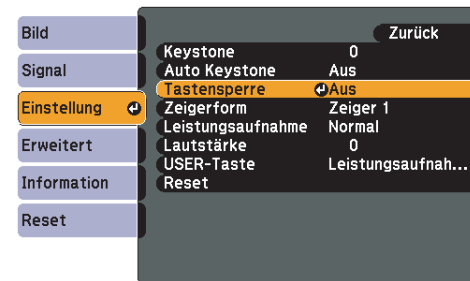 Bild
Signal
Einstellung
Erweitert
Information
Reset
Zurück
Keystone 0
Auto Keystone Aus
Tastensperre Aus
Zeigerform Zeiger 1
Leistungsaufnahme Normal
Lautstärke 0
USER-Taste Leistungsaufnah...
Reset